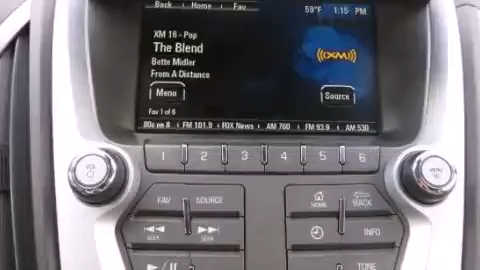 Back Home Fav 59°F 1:15 PM
XM 16 - Pop
The Blend
Bette Midler
From A Distance
((XM))
Menu
Source
Fav 1 of 6
80s on 8 FM 101.9 FOX News AM 760 FM 93.9 AM 530
1 2 3 4 5 6
VOL
MENU
FAV SOURCE
HOME BACK
SEEK SEEK
INFO
TONE